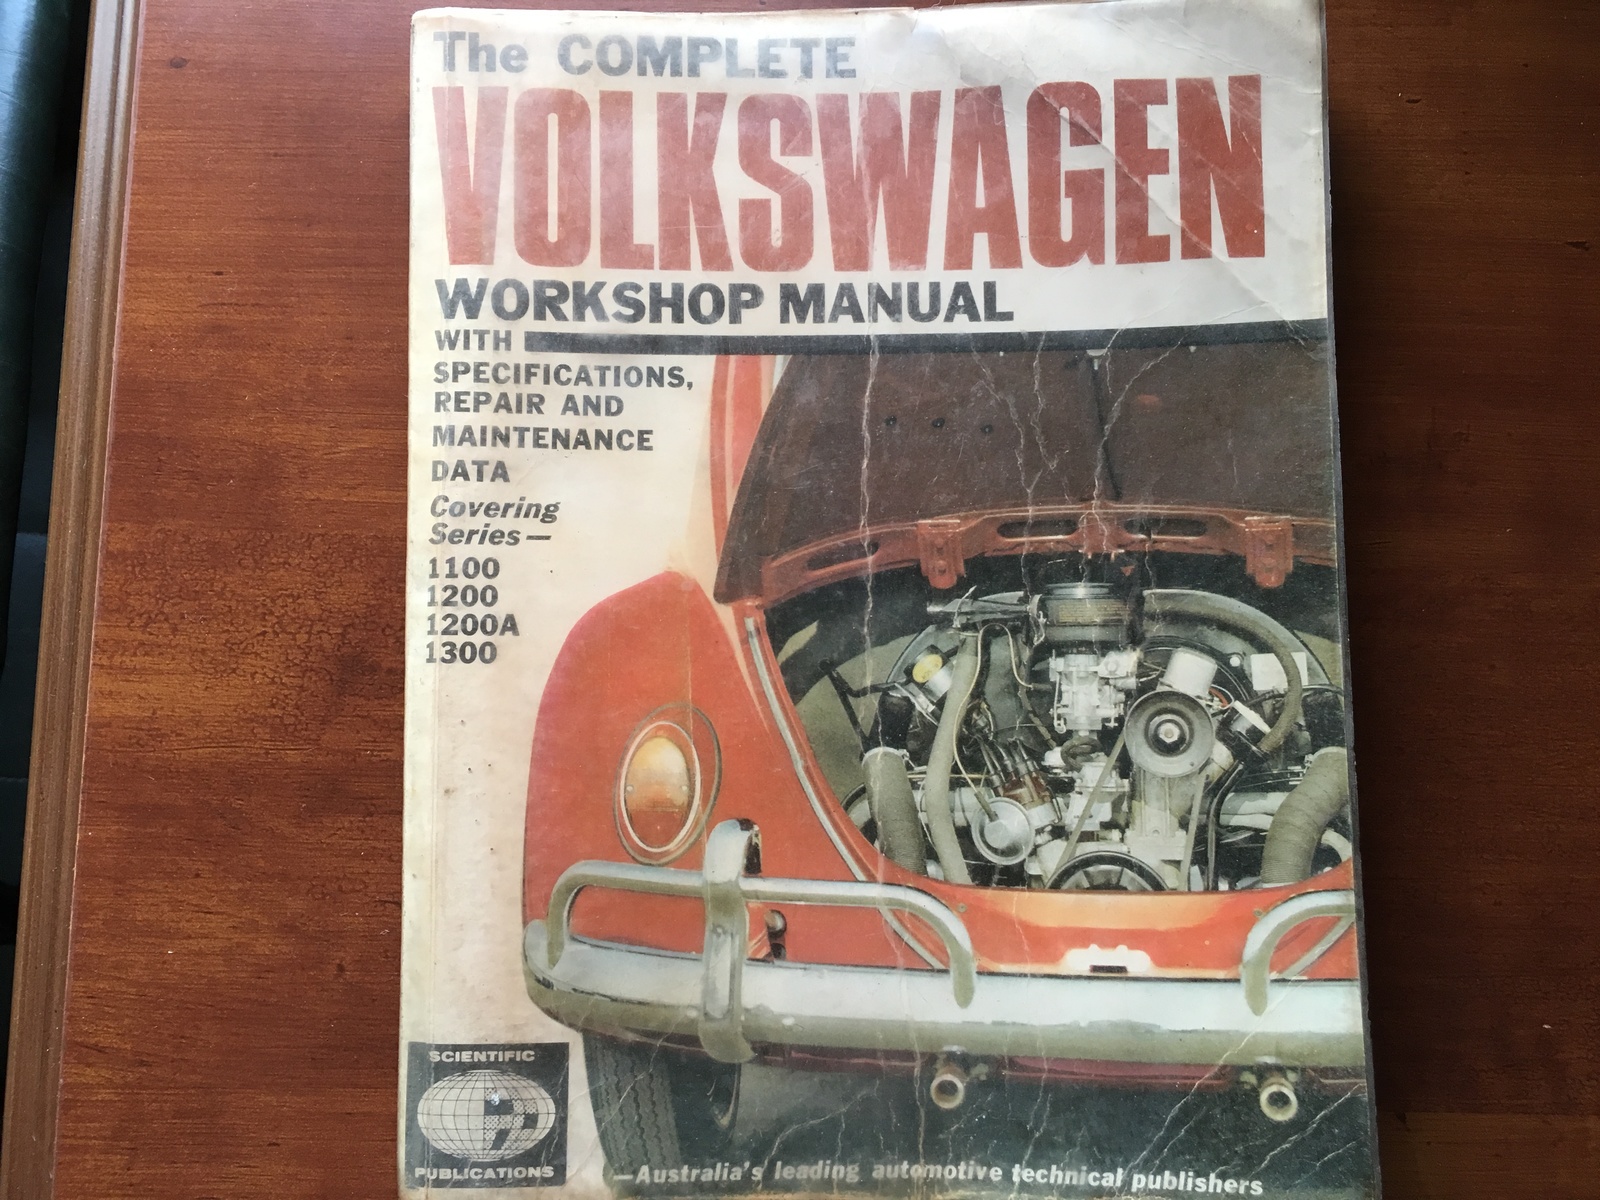 The COMPLETE
VOLKSWAGEN
WORKSHOP MANUAL
WITH
SPECIFICATIONS,
REPAIR AND
MAINTENANCE
DATA
Covering
Series—
1100
1200
1200A
1300
SCIENTIFIC
PUBLICATIONS
—Australia's leading automotive technical publishers